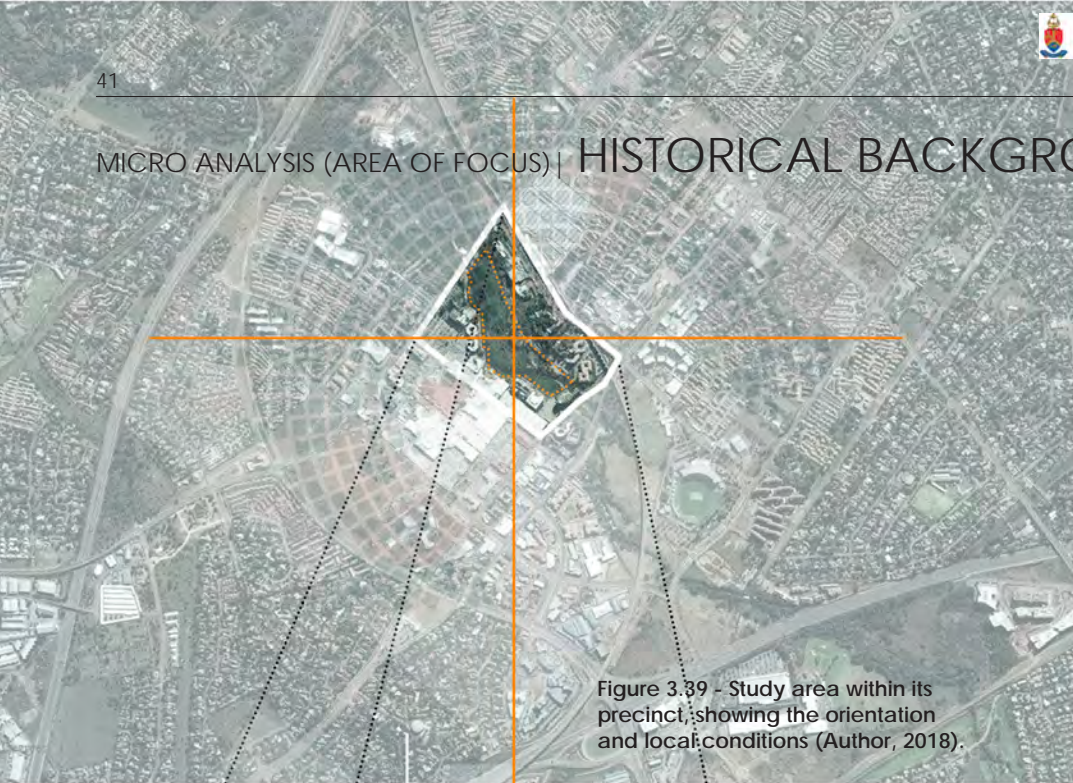 41
MICRO ANALYSIS (AREA OF FOCUS) | HISTORICAL BACKGRO
Figure 3.39 - Study area within its
precinct, showing the orientation
and local conditions (Author, 2018).